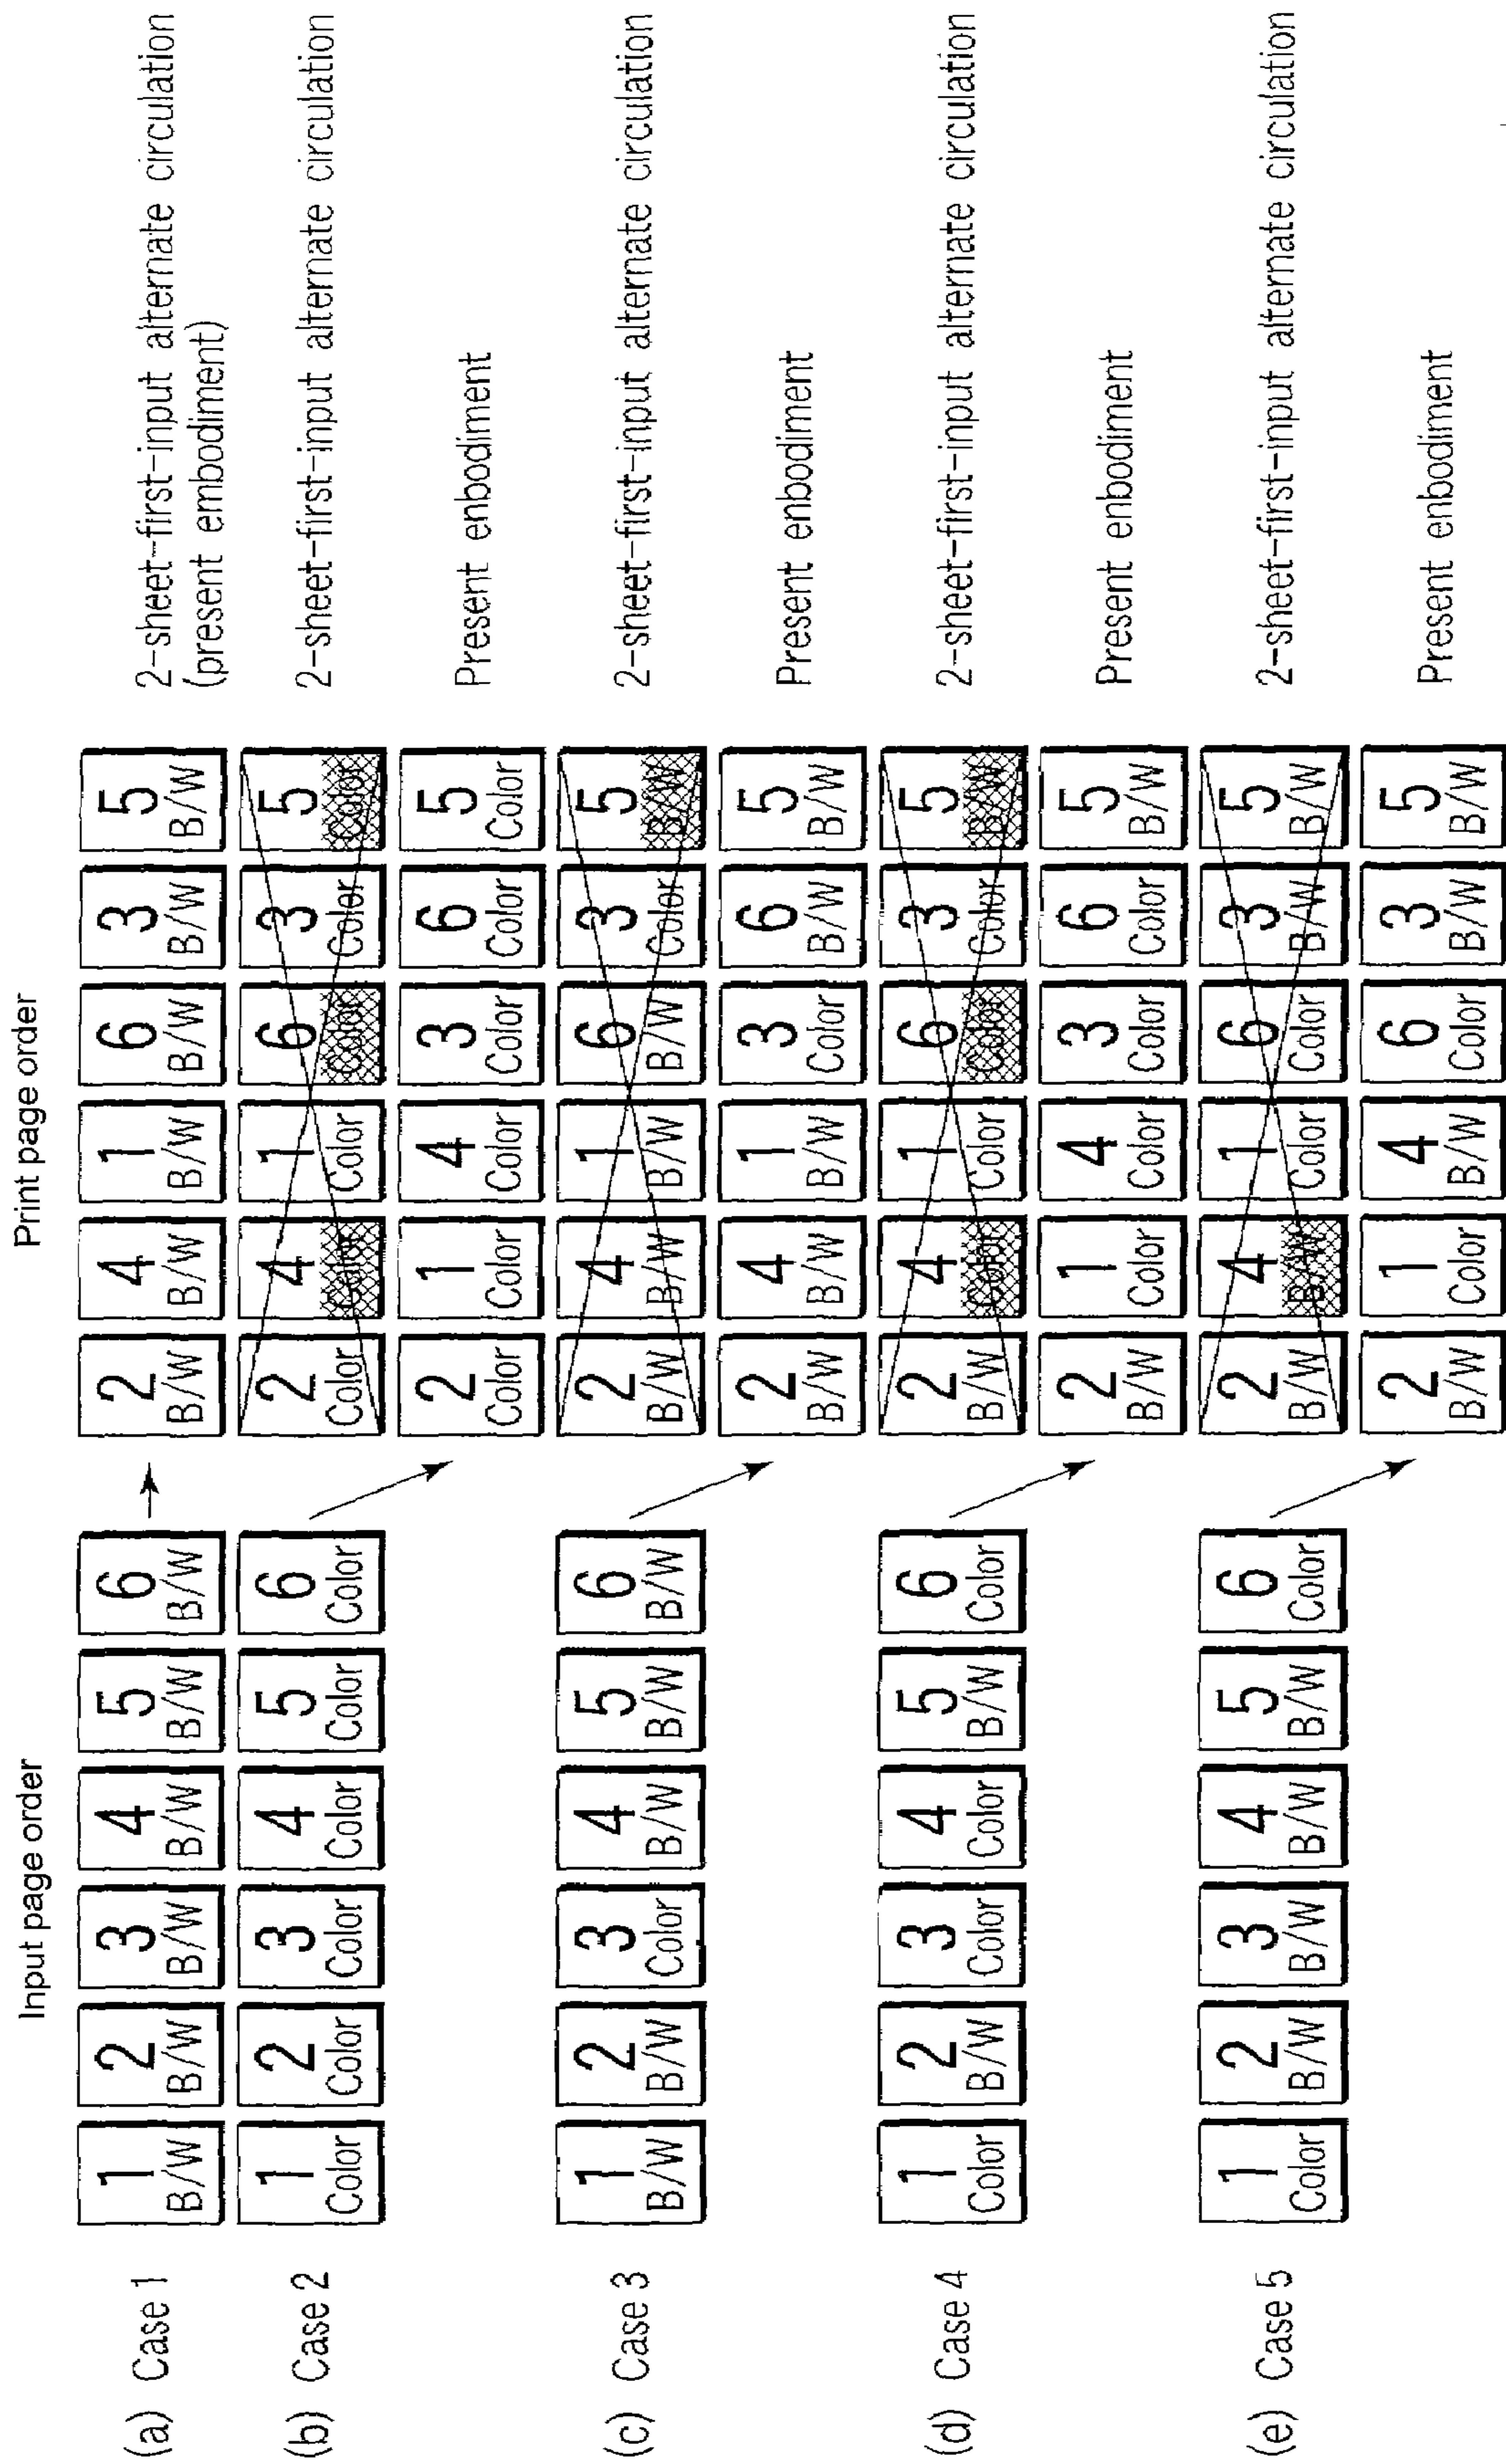 Input page order
Print page order
(a) Case 1
1 B/W 2 B/W 3 B/W 4 B/W 5 B/W 6 B/W
2 B/W 4 B/W 1 B/W 6 B/W 3 B/W 5 B/W
2-sheet-first-input alternate circulation
(present embodiment)
(b) Case 2
1 Color 2 Color 3 Color 4 Color 5 Color 6 Color
2 Color 4 Color 1 Color 6 Color 3 Color 5 Color
2-sheet-first-input alternate circulation
2 Color 1 Color 4 Color 3 Color 6 Color 5 Color
Present enbodiment
(c) Case 3
1 B/W 2 B/W 3 Color 4 B/W 5 B/W 6 B/W
2 B/W 4 B/W 1 B/W 6 B/W 3 Color 5 B/W
2-sheet-first-input alternate circulation
2 B/W 4 B/W 1 B/W 3 Color 6 B/W 5 B/W
Present enbodiment
(d) Case 4
1 Color 2 B/W 3 Color 4 Color 5 B/W 6 Color
2 B/W 4 Color 1 Color 6 Color 3 Color 5 B/W
2-sheet-first-input alternate circulation
2 B/W 1 Color 4 Color 3 Color 6 Color 5 B/W
Present enbodiment
(e) Case 5
1 Color 2 B/W 3 B/W 4 B/W 5 B/W 6 Color
2 B/W 4 B/W 1 Color 6 Color 3 B/W 5 B/W
2-sheet-first-input alternate circulation
2 B/W 1 Color 4 B/W 6 Color 3 B/W 5 B/W
Present enbodiment